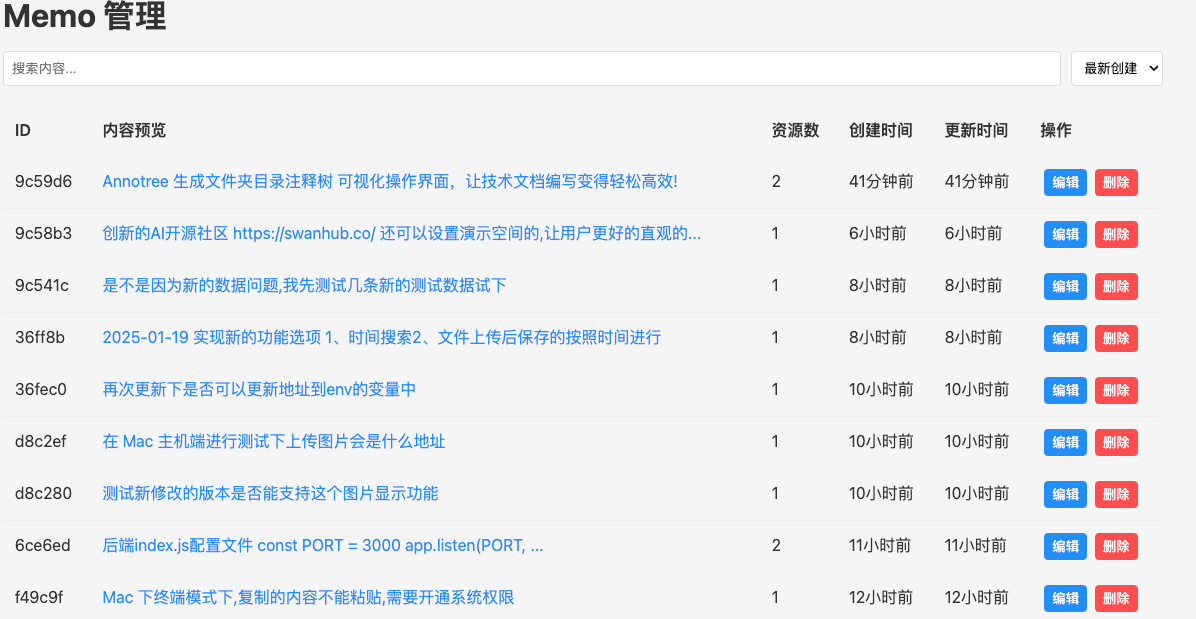 Memo 管理
搜索内容... 最新创建
ID 内容预览 资源数 创建时间 更新时间 操作
9c59d6 Annotree 生成文件夹目录注释树 可视化操作界面，让技术文档编写变得轻松高效! 2 41分钟前 41分钟前 编辑 删除
9c58b3 创新的AI开源社区 https://swanhub.co/ 还可以设置演示空间的,让用户更好的直观的... 1 6小时前 6小时前 编辑 删除
9c541c 是不是因为新的数据问题,我先测试几条新的测试数据试下 1 8小时前 8小时前 编辑 删除
36ff8b 2025-01-19 实现新的功能选项 1、时间搜索2、文件上传后保存的按照时间进行 1 8小时前 8小时前 编辑 删除
36fec0 再次更新下是否可以更新地址到env的变量中 1 10小时前 10小时前 编辑 删除
d8c2ef 在 Mac 主机端进行测试下上传图片会是什么地址 1 10小时前 10小时前 编辑 删除
d8c280 测试新修改的版本是否能支持这个图片显示功能 1 10小时前 10小时前 编辑 删除
6ce6ed 后端index.js配置文件 const PORT = 3000 app.listen(PORT, ... 2 11小时前 11小时前 编辑 删除
f49c9f Mac 下终端模式下,复制的内容不能粘贴,需要开通系统权限 1 12小时前 12小时前 编辑 删除